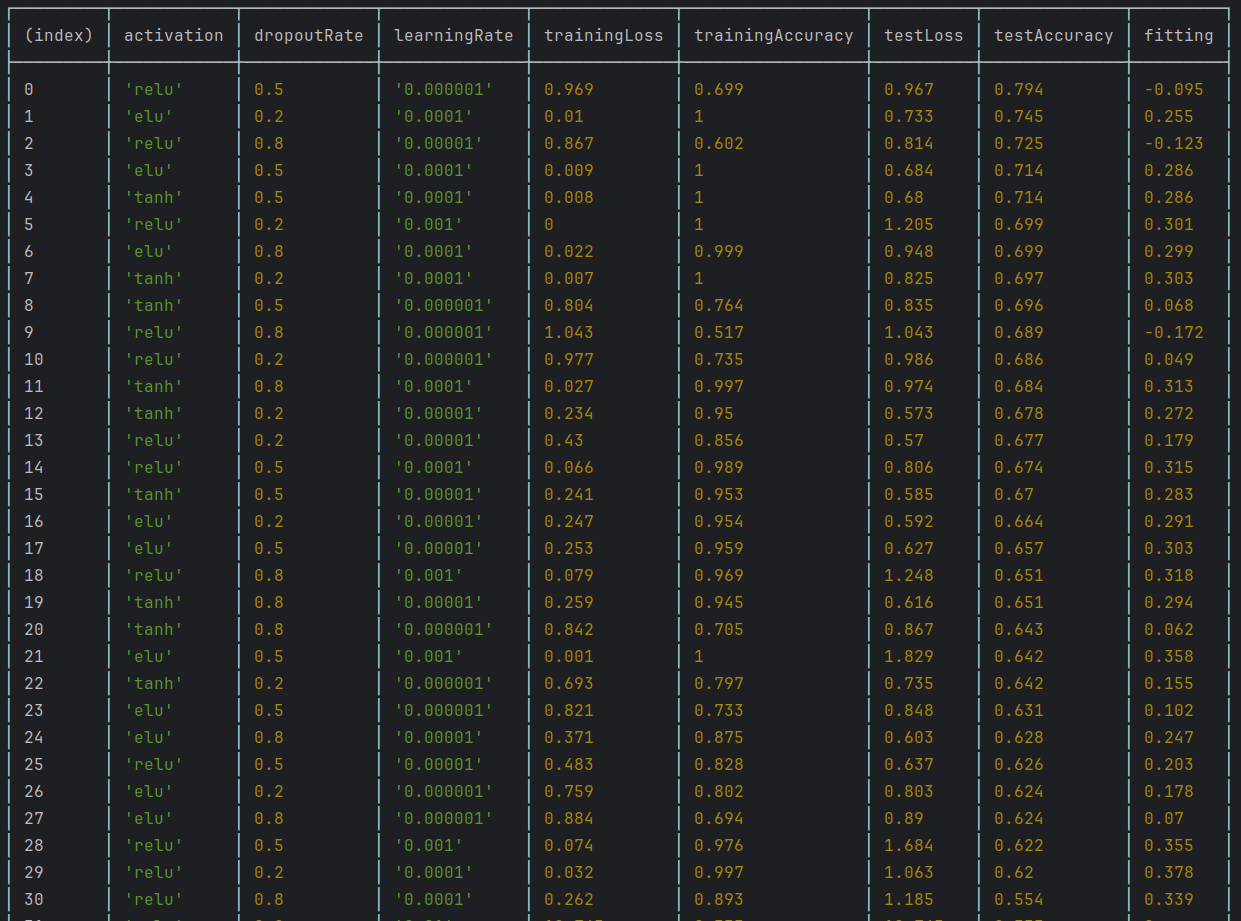 (index) activation dropoutRate learningRate trainingLoss trainingAccuracy testLoss testAccuracy fitting
0 'relu' 0.5 '0.000001' 0.969 0.699 0.967 0.794 -0.095
1 'elu' 0.2 '0.0001' 0.01 1 0.733 0.745 0.255
2 'relu' 0.8 '0.00001' 0.867 0.602 0.814 0.725 -0.123
3 'elu' 0.5 '0.0001' 0.009 1 0.684 0.714 0.286
4 'tanh' 0.5 '0.0001' 0.008 1 0.68 0.714 0.286
5 'relu' 0.2 '0.001' 0 1 1.205 0.699 0.301
6 'elu' 0.8 '0.0001' 0.022 0.999 0.948 0.699 0.299
7 'tanh' 0.2 '0.0001' 0.007 1 0.825 0.697 0.303
8 'tanh' 0.5 '0.000001' 0.804 0.764 0.835 0.696 0.068
9 'relu' 0.8 '0.000001' 1.043 0.517 1.043 0.689 -0.172
10 'relu' 0.2 '0.000001' 0.977 0.735 0.986 0.686 0.049
11 'tanh' 0.8 '0.0001' 0.027 0.997 0.974 0.684 0.313
12 'tanh' 0.2 '0.00001' 0.234 0.95 0.573 0.678 0.272
13 'relu' 0.2 '0.00001' 0.43 0.856 0.57 0.677 0.179
14 'relu' 0.5 '0.0001' 0.066 0.989 0.806 0.674 0.315
15 'tanh' 0.5 '0.00001' 0.241 0.953 0.585 0.67 0.283
16 'elu' 0.2 '0.00001' 0.247 0.954 0.592 0.664 0.291
17 'elu' 0.5 '0.00001' 0.253 0.959 0.627 0.657 0.303
18 'relu' 0.8 '0.001' 0.079 0.969 1.248 0.651 0.318
19 'tanh' 0.8 '0.00001' 0.259 0.945 0.616 0.651 0.294
20 'tanh' 0.8 '0.000001' 0.842 0.705 0.867 0.643 0.062
21 'elu' 0.5 '0.001' 0.001 1 1.829 0.642 0.358
22 'tanh' 0.2 '0.000001' 0.693 0.797 0.735 0.642 0.155
23 'elu' 0.5 '0.000001' 0.821 0.733 0.848 0.631 0.102
24 'elu' 0.8 '0.00001' 0.371 0.875 0.603 0.628 0.247
25 'relu' 0.5 '0.00001' 0.483 0.828 0.637 0.626 0.203
26 'elu' 0.2 '0.000001' 0.759 0.802 0.803 0.624 0.178
27 'elu' 0.8 '0.000001' 0.884 0.694 0.89 0.624 0.07
28 'relu' 0.5 '0.001' 0.074 0.976 1.684 0.622 0.355
29 'relu' 0.2 '0.0001' 0.032 0.997 1.063 0.62 0.378
30 'relu' 0.8 '0.0001' 0.262 0.893 1.185 0.554 0.339